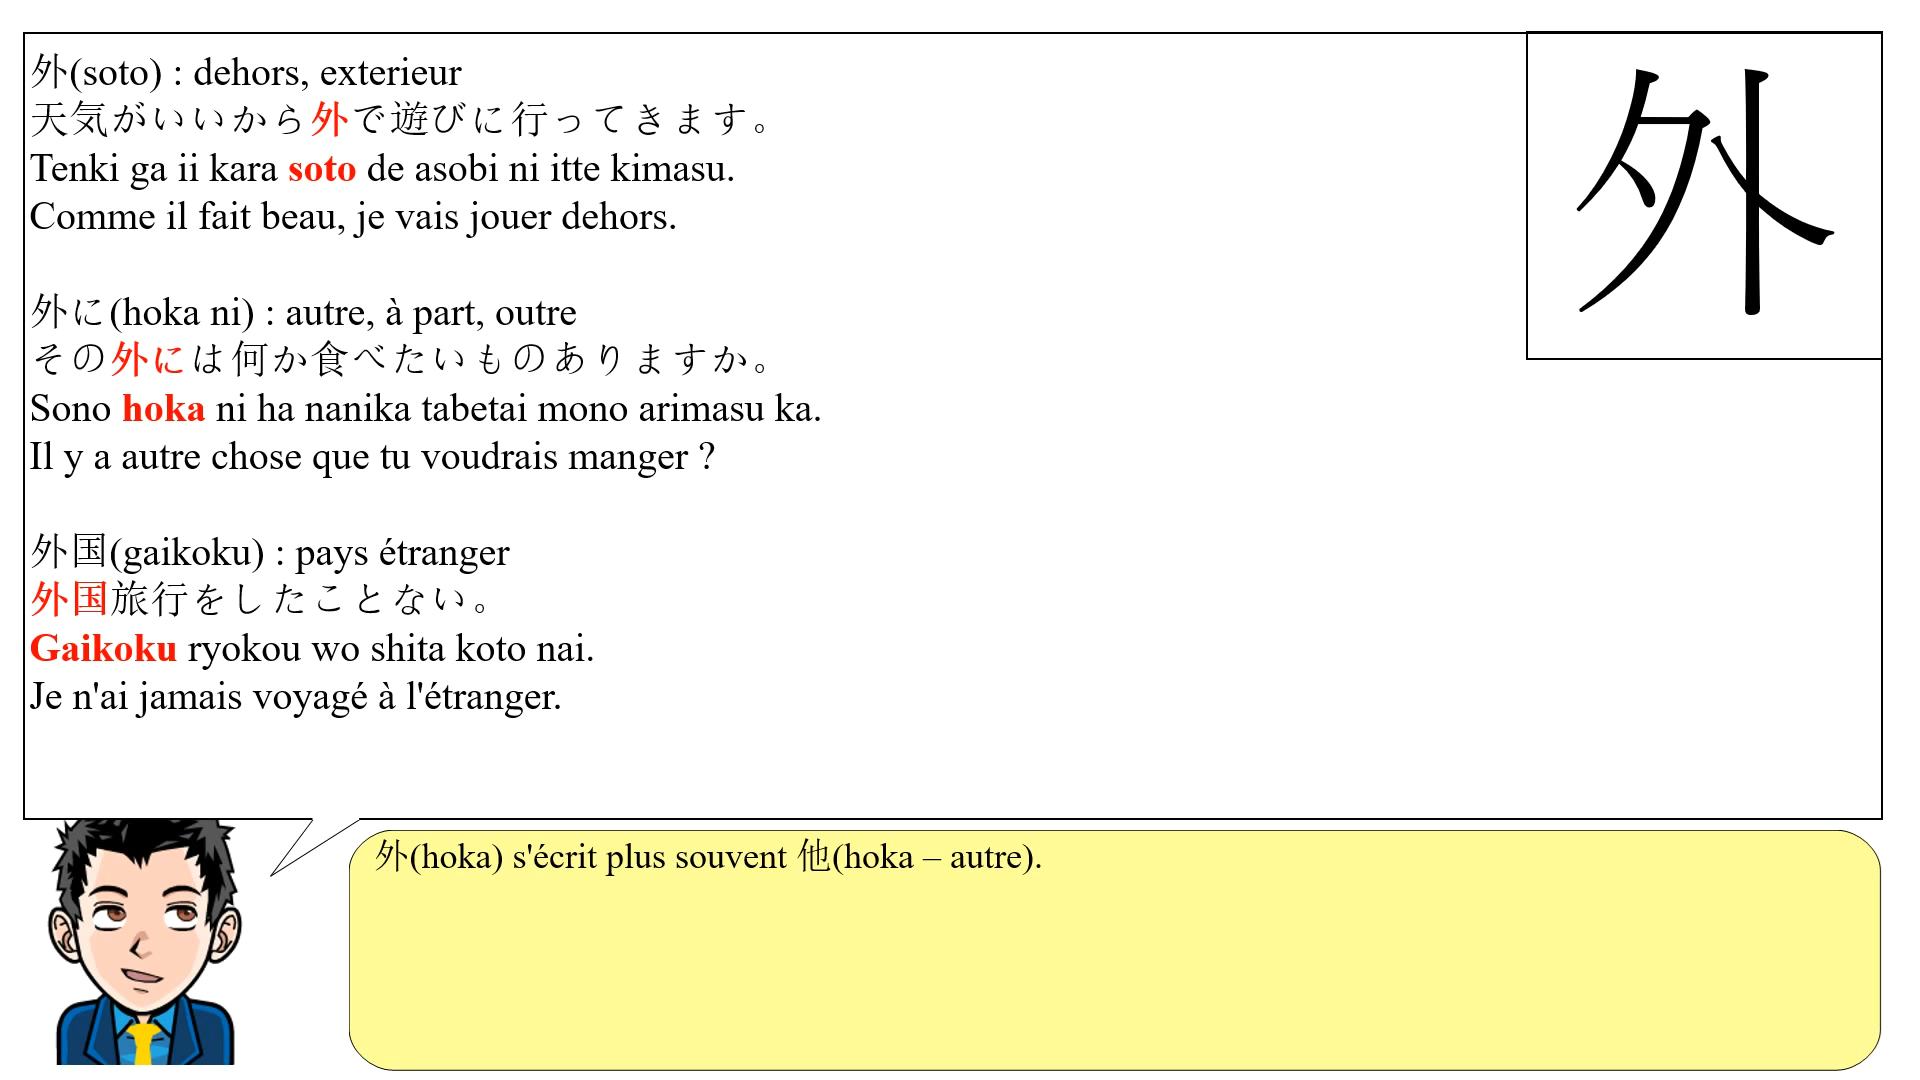 外(soto) : dehors, exterieur
天気がいいから外で遊びに行ってきます。
Tenki ga ii kara soto de asobi ni itte kimasu.
Comme il fait beau, je vais jouer dehors.
外に(hoka ni) : autre, à part, outre
その外には何か食べたいものありますか。
Sono hoka ni ha nanika tabetai mono arimasu ka.
Il y a autre chose que tu voudrais manger ?
外国(gaikoku) : pays étranger
外国旅行をしたことない。
Gaikoku ryokou wo shita koto nai.
Je n'ai jamais voyagé à l'étranger.
外
外(hoka) s'écrit plus souvent 他(hoka – autre).